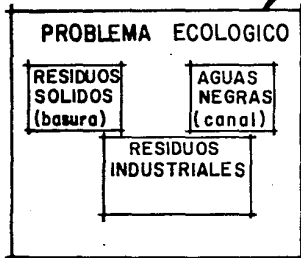 PROBLEMA ECOLOGICO
RESIDUOS
SOLIDOS
(basura)
AGUAS
NEGRAS
(canal)
RESIDUOS
INDUSTRIALES